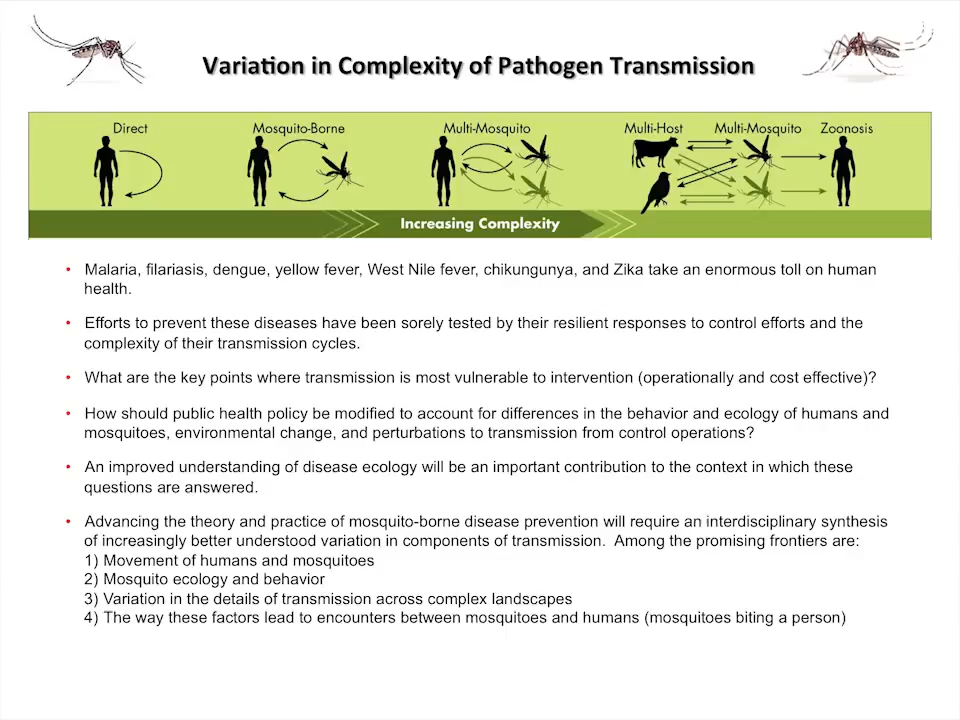 Variation in Complexity of Pathogen Transmission
Direct
Mosquito-Borne
Multi-Mosquito
Multi-Host
Multi-Mosquito
Zoonosis
Increasing Complexity
• Malaria, filariasis, dengue, yellow fever, West Nile fever, chikungunya, and Zika take an enormous toll on human
health.
• Efforts to prevent these diseases have been sorely tested by their resilient responses to control efforts and the
complexity of their transmission cycles.
• What are the key points where transmission is most vulnerable to intervention (operationally and cost effective)?
• How should public health policy be modified to account for differences in the behavior and ecology of humans and
mosquitoes, environmental change, and perturbations to transmission from control operations?
• An improved understanding of disease ecology will be an important contribution to the context in which these
questions are answered.
• Advancing the theory and practice of mosquito-borne disease prevention will require an interdisciplinary synthesis
of increasingly better understood variation in components of transmission.  Among the promising frontiers are:
1) Movement of humans and mosquitoes
2) Mosquito ecology and behavior
3) Variation in the details of transmission across complex landscapes
4) The way these factors lead to encounters between mosquitoes and humans (mosquitoes biting a person)